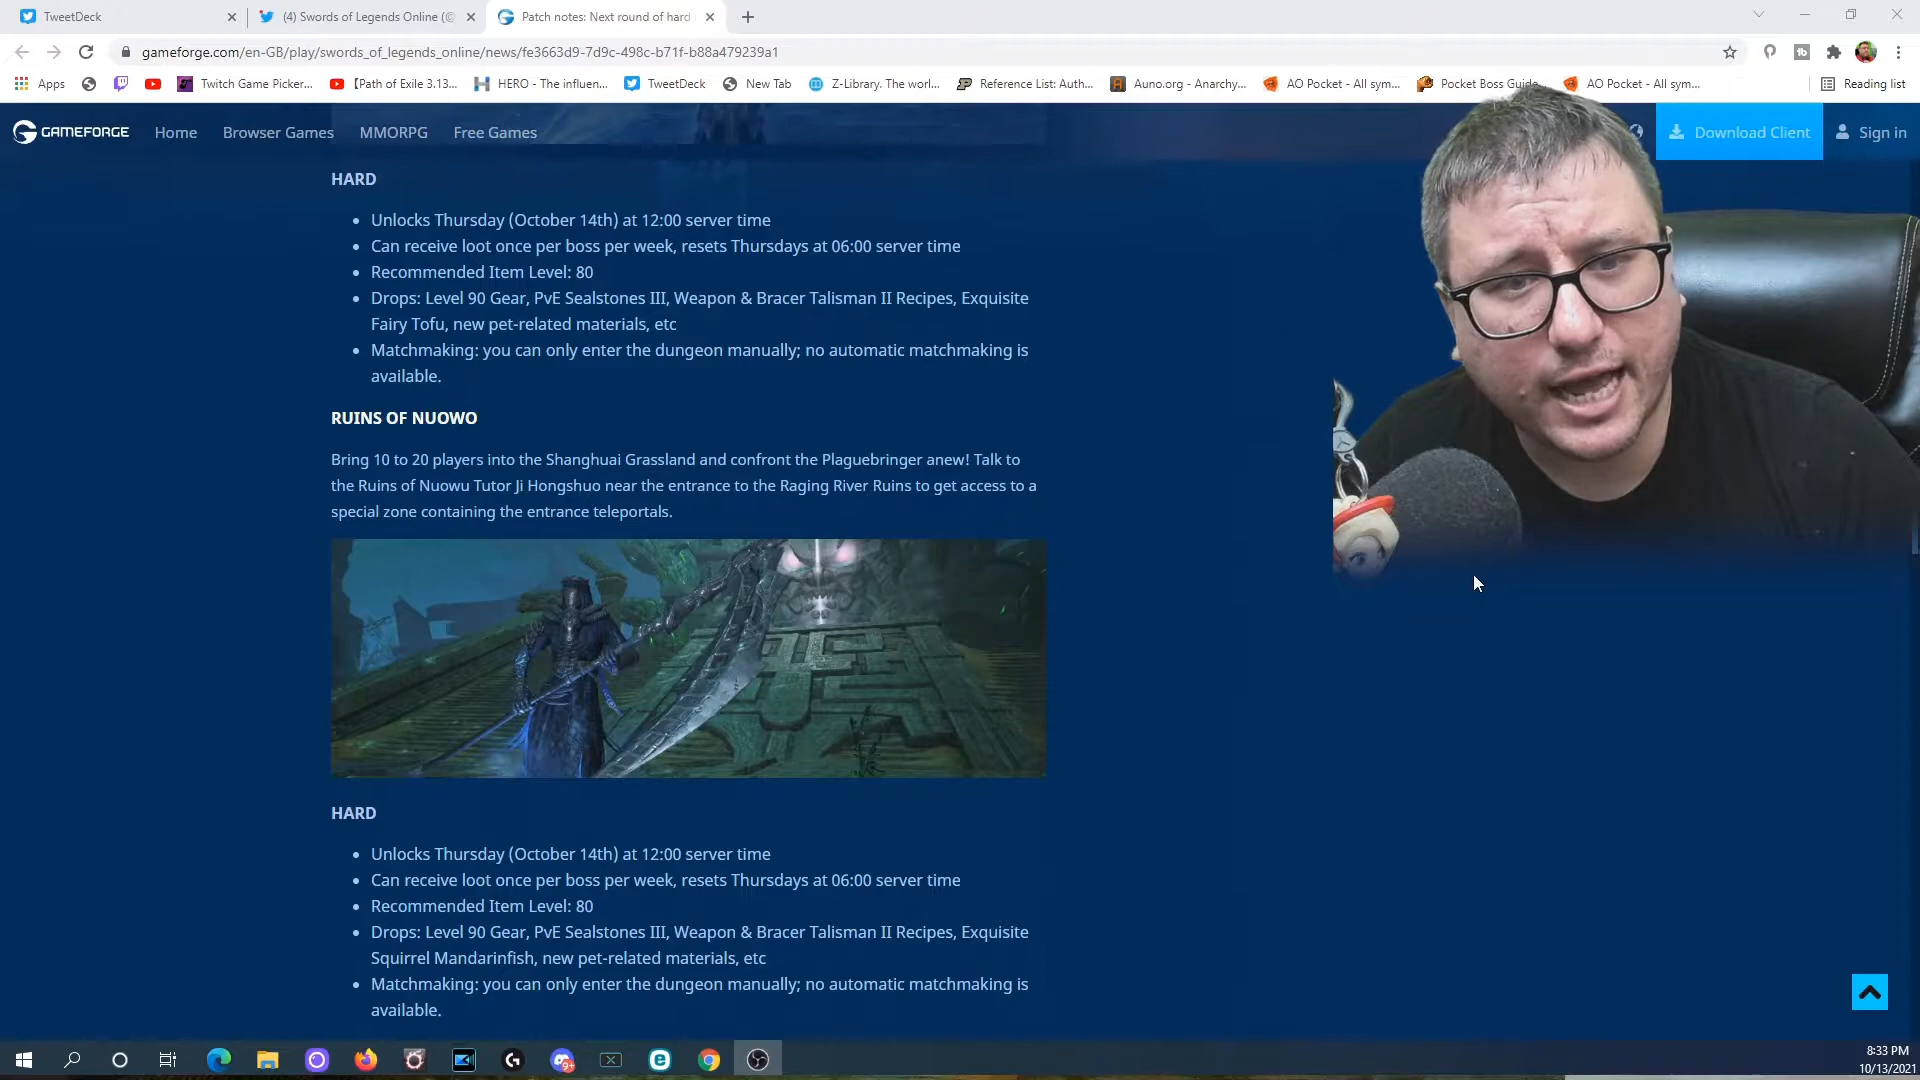 TweetDeck
(4) Swords of Legends Online (@
Patch notes: Next round of hard
gameforge.com/en-GB/play/swords_of_legends_online/news/fe3663d9-7d9c-498c-b71f-b88a479239a1
Apps
Twitch Game Picker...
【Path of Exile 3.13...
HERO - The influen...
TweetDeck
New Tab
Z-Library. The worl...
Reference List: Auth...
Auno.org - Anarchy...
AO Pocket - All sym...
Pocket Boss Guide...
AO Pocket - All sym...
Reading list
GAMEFORGE
Home
Browser Games
MMORPG
Free Games
Download Client
Sign in
HARD
• Unlocks Thursday (October 14th) at 12:00 server time
• Can receive loot once per boss per week, resets Thursdays at 06:00 server time
• Recommended Item Level: 80
• Drops: Level 90 Gear, PvE Sealstones III, Weapon & Bracer Talisman II Recipes, Exquisite
Fairy Tofu, new pet-related materials, etc
• Matchmaking: you can only enter the dungeon manually; no automatic matchmaking is
available.
RUINS OF NUOWO
Bring 10 to 20 players into the Shanghuai Grassland and confront the Plaguebringer anew! Talk to
the Ruins of Nuowu Tutor Ji Hongshuo near the entrance to the Raging River Ruins to get access to a
special zone containing the entrance teleportals.
HARD
• Unlocks Thursday (October 14th) at 12:00 server time
• Can receive loot once per boss per week, resets Thursdays at 06:00 server time
• Recommended Item Level: 80
• Drops: Level 90 Gear, PvE Sealstones III, Weapon & Bracer Talisman II Recipes, Exquisite
Squirrel Mandarinfish, new pet-related materials, etc
• Matchmaking: you can only enter the dungeon manually; no automatic matchmaking is
available.
9+
8:33 PM
10/13/2021